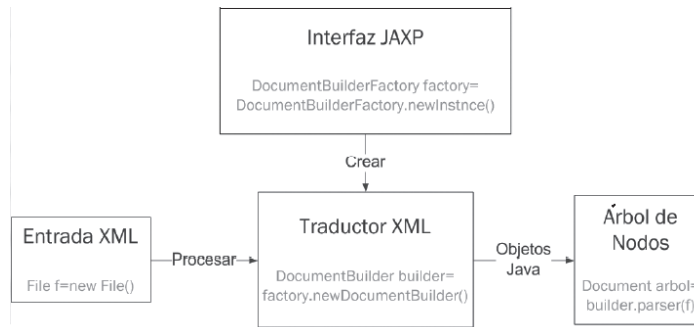 Interfaz JAXP
DocumentBuilderFactory factory=
DocumentBuilderFactory.newInstnce()
Crear
Entrada XML
File f=new File()
Procesar
Traductor XML
DocumentBuilder builder=
factory.newDocumentBuilder()
Objetos
Java
Árbol de
Nodos
Document arbol=
builder.parser(f)